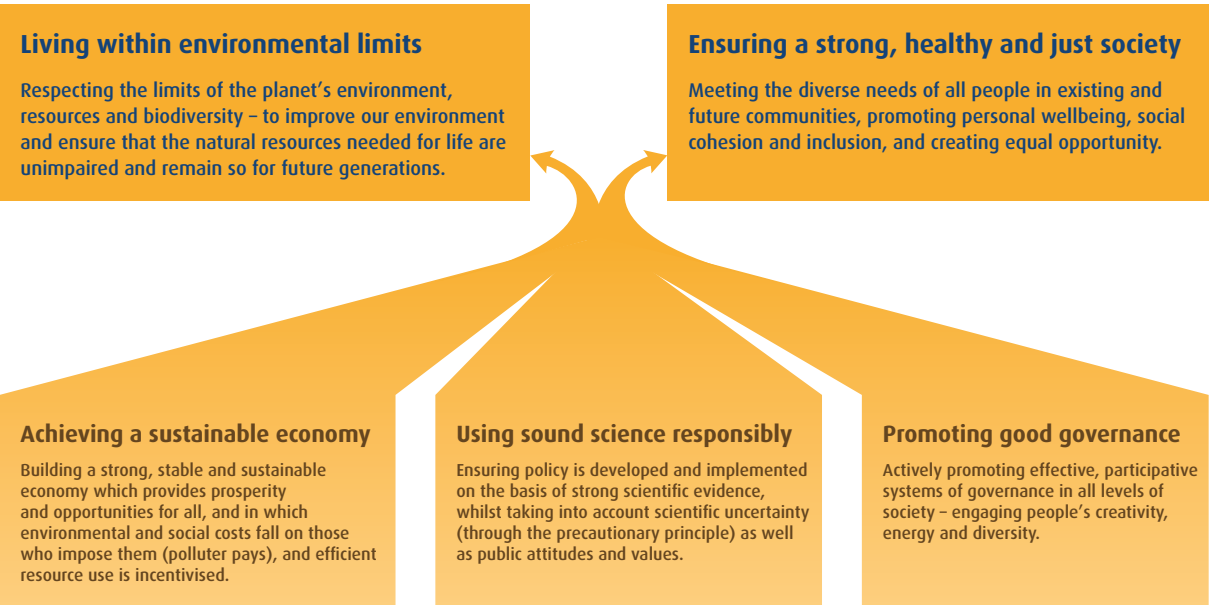 Living within environmental limits
Respecting the limits of the planet's environment,
resources and biodiversity – to improve our environment
and ensure that the natural resources needed for life are
unimpaired and remain so for future generations.
Ensuring a strong, healthy and just society
Meeting the diverse needs of all people in existing and
future communities, promoting personal wellbeing, social
cohesion and inclusion, and creating equal opportunity.
Achieving a sustainable economy
Building a strong, stable and sustainable
economy which provides prosperity
and opportunities for all, and in which
environmental and social costs fall on those
who impose them (polluter pays), and efficient
resource use is incentivised.
Using sound science responsibly
Ensuring policy is developed and implemented
on the basis of strong scientific evidence,
whilst taking into account scientific uncertainty
(through the precautionary principle) as well
as public attitudes and values.
Promoting good governance
Actively promoting effective, participative
systems of governance in all levels of
society – engaging people's creativity,
energy and diversity.